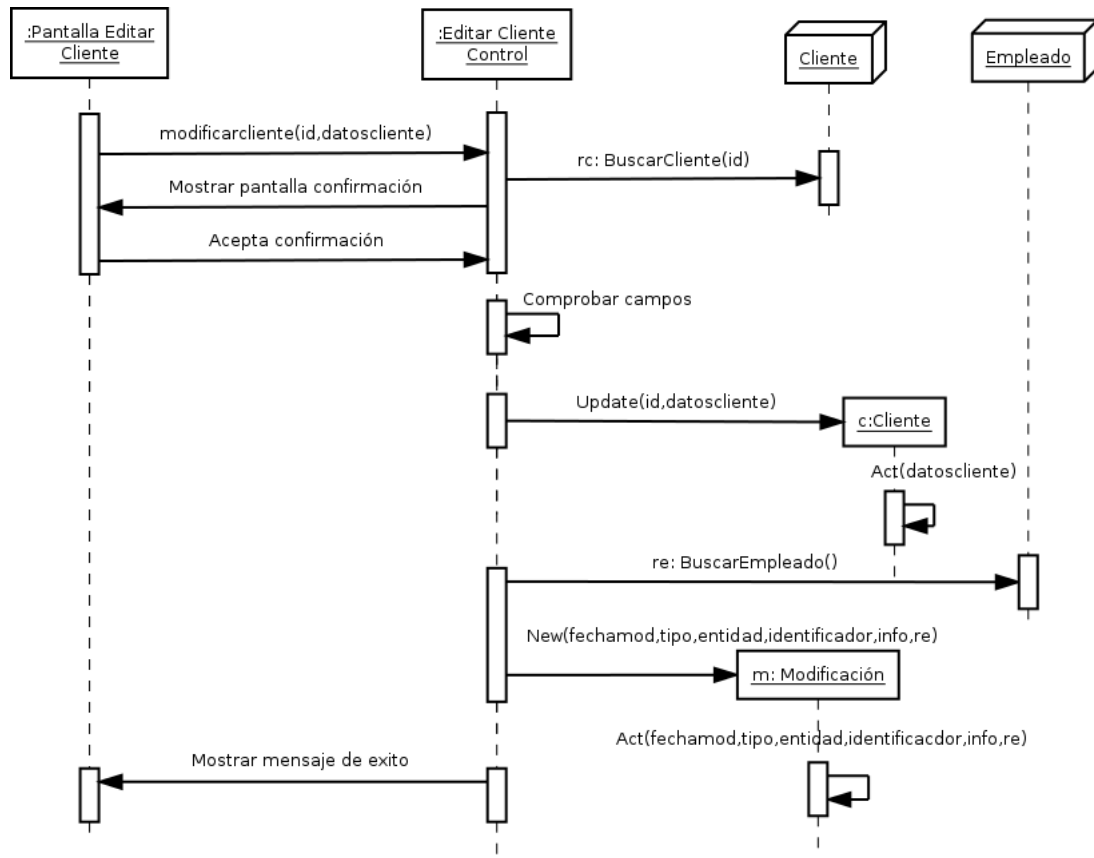 :Pantalla Editar
Cliente
:Editar Cliente
Control
Cliente
Empleado
modificarcliente(id,datoscliente)
rc: BuscarCliente(id)
Mostrar pantalla confirmación
Acepta confirmación
Comprobar campos
Update(id,datoscliente)
c:Cliente
Act(datoscliente)
re: BuscarEmpleado()
New(fechamod,tipo,entidad,identificador,info,re)
m: Modificación
Act(fechamod,tipo,entidad,identificacdor,info,re)
Mostrar mensaje de exito